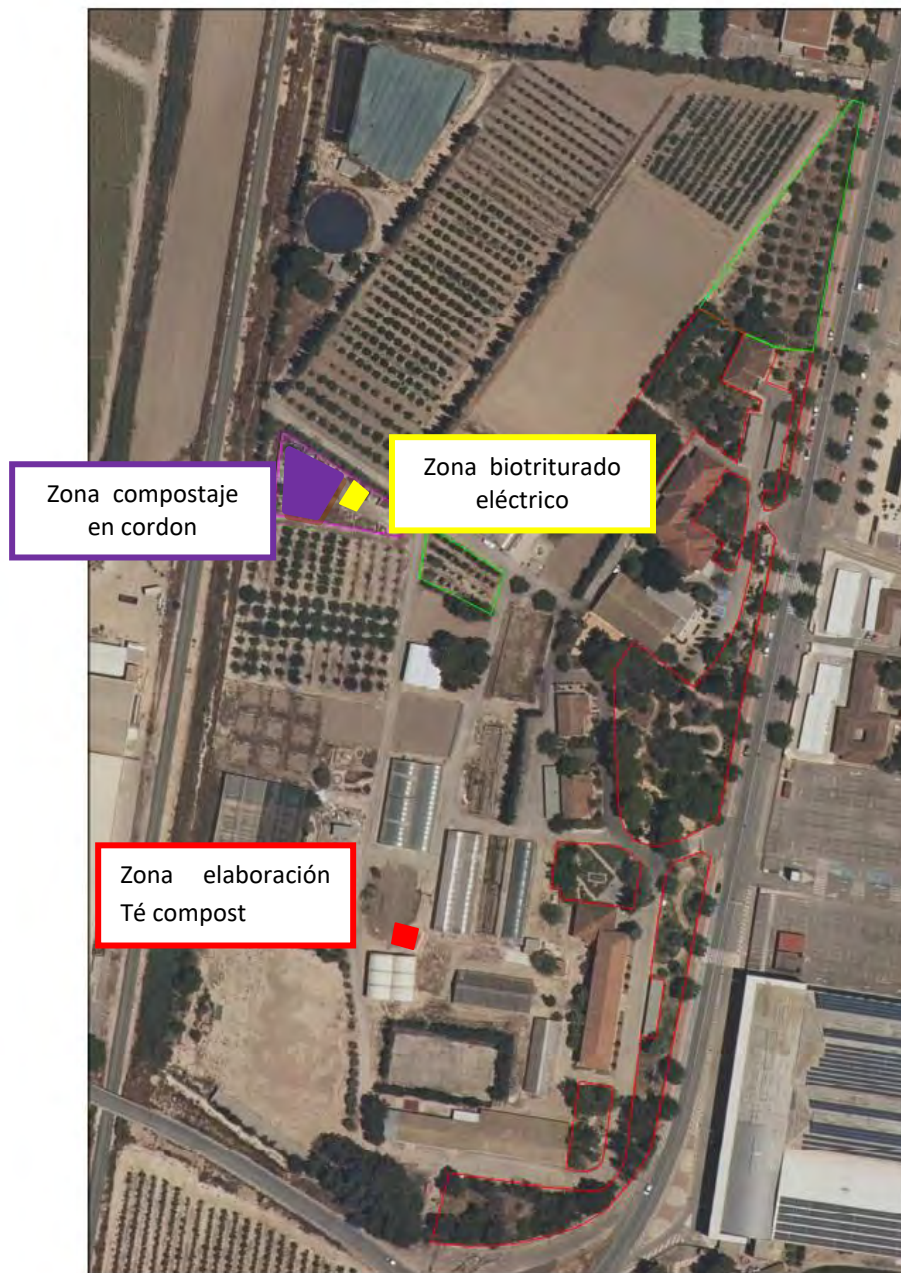 Zona compostaje
en cordon
Zona biotriturado
eléctrico
Zona elaboración
Té compost